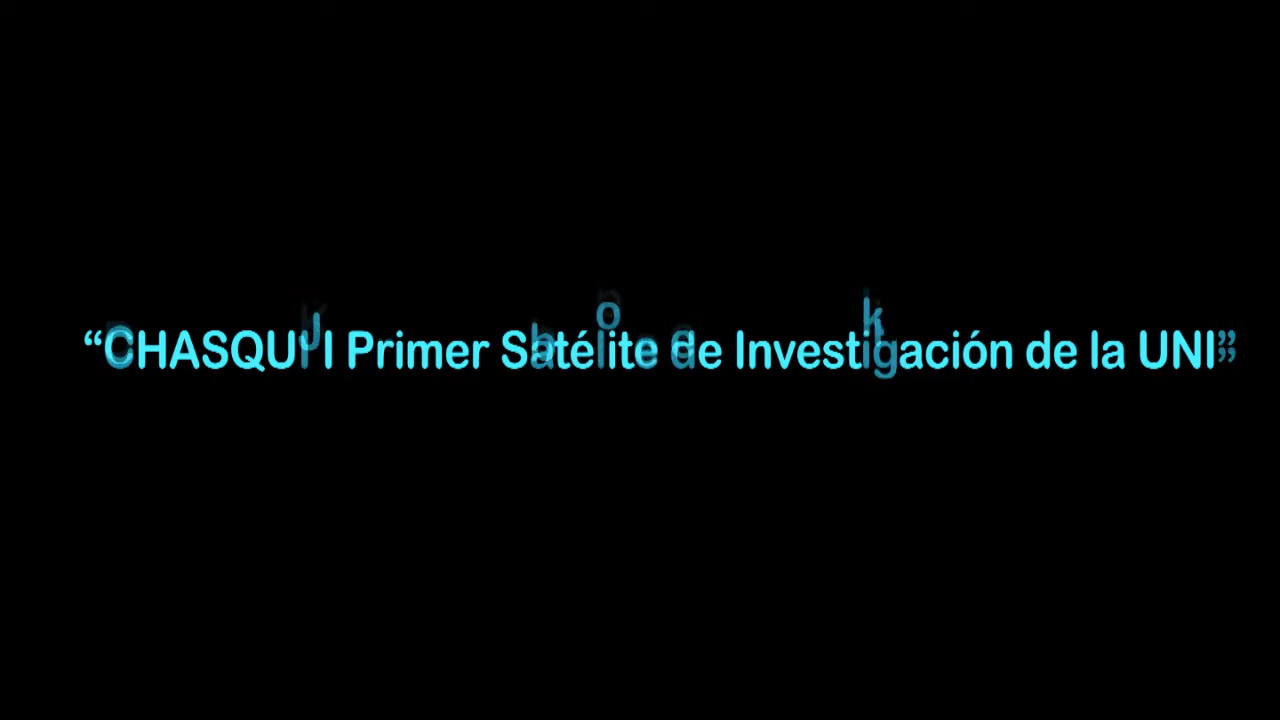 “CHASQUI I Primer Satélite de Investigación de la UNI”